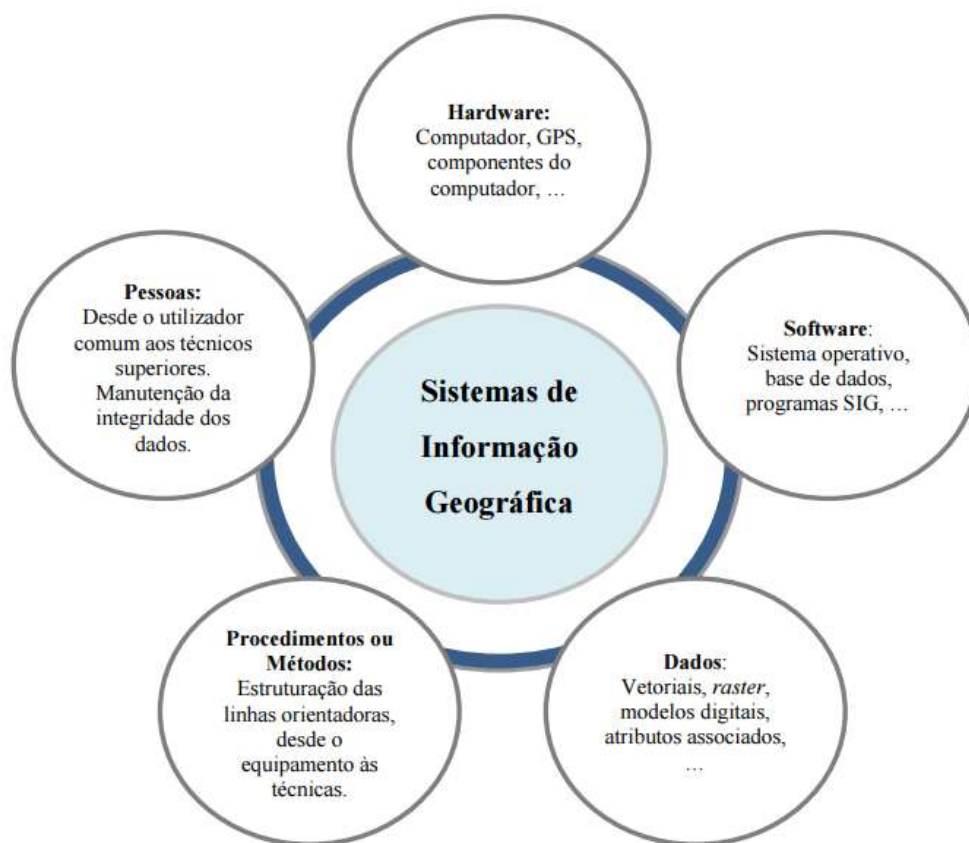 Hardware:
Computador, GPS,
componentes do
computador, …
Pessoas:
Desde o utilizador
comum aos técnicos
superiores.
Manutenção da
integridade dos
dados.
Software:
Sistema operativo,
base de dados,
programas SIG, …
Sistemas de
Informação
Geográfica
Procedimentos ou
Métodos:
Estruturação das
linhas orientadoras,
desde o
equipamento às
técnicas.
Dados:
Vetoriais, raster,
modelos digitais,
atributos associados,
…